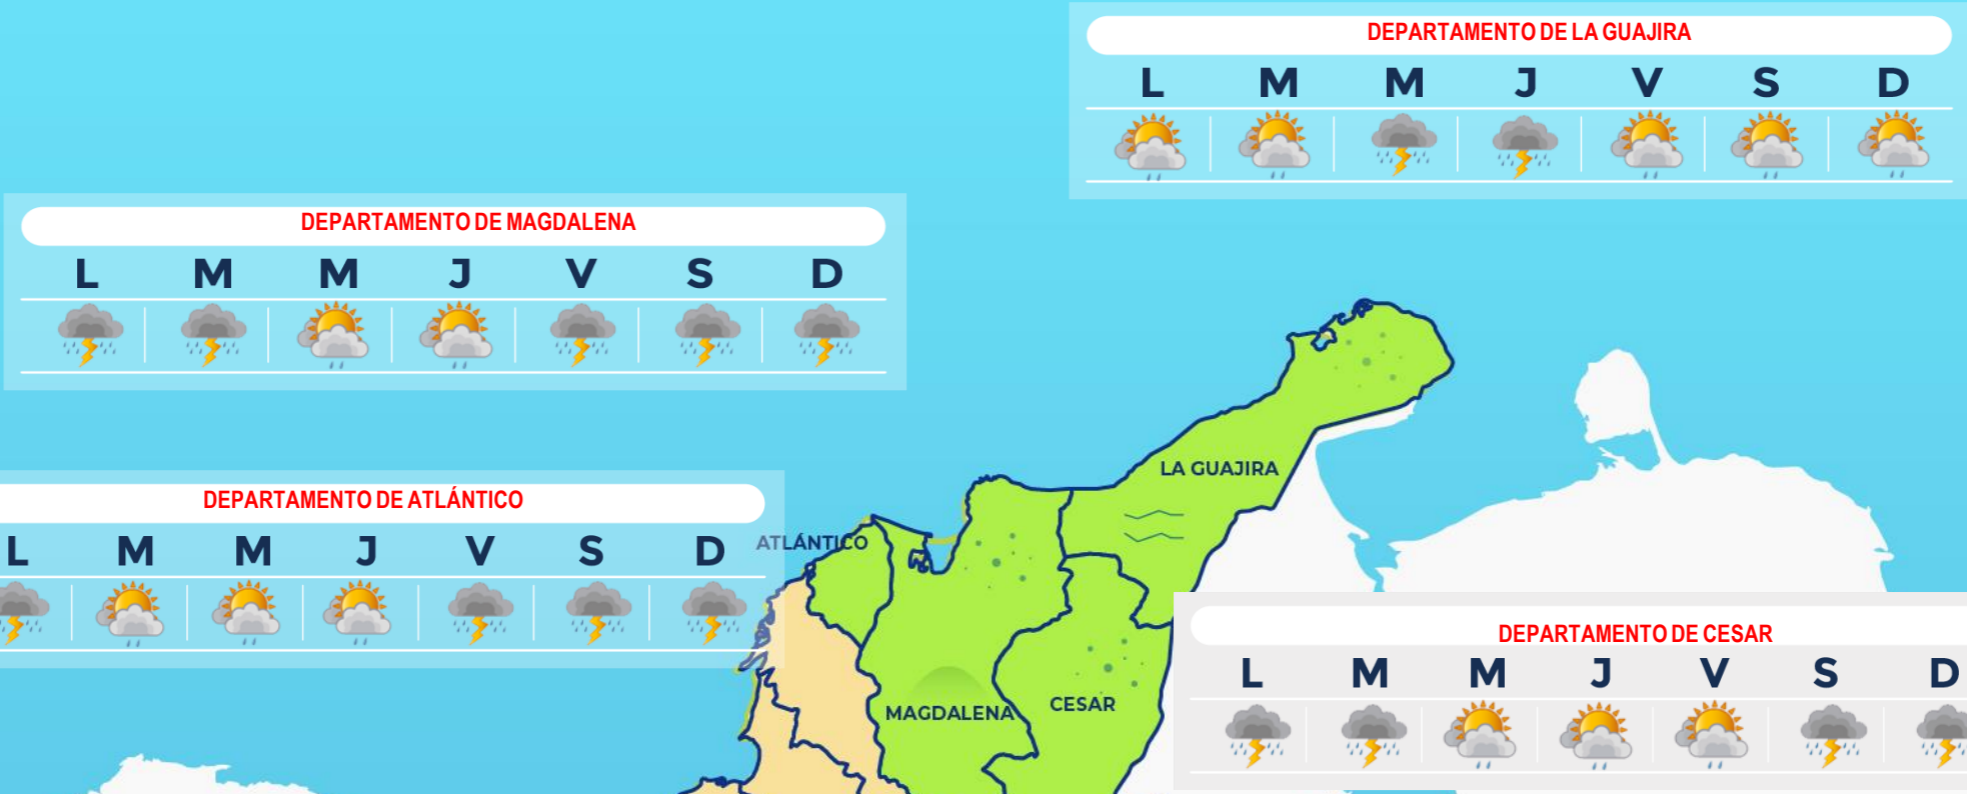 DEPARTAMENTO DE LA GUAJIRA
L M M J V S D
DEPARTAMENTO DE MAGDALENA
L M M J V S D
LA GUAJIRA
DEPARTAMENTO DE ATLÁNTICO
L M M J V S D
ATLÁNTICO
DEPARTAMENTO DE CESAR
L M M J V S D
MAGDALENA
CESAR